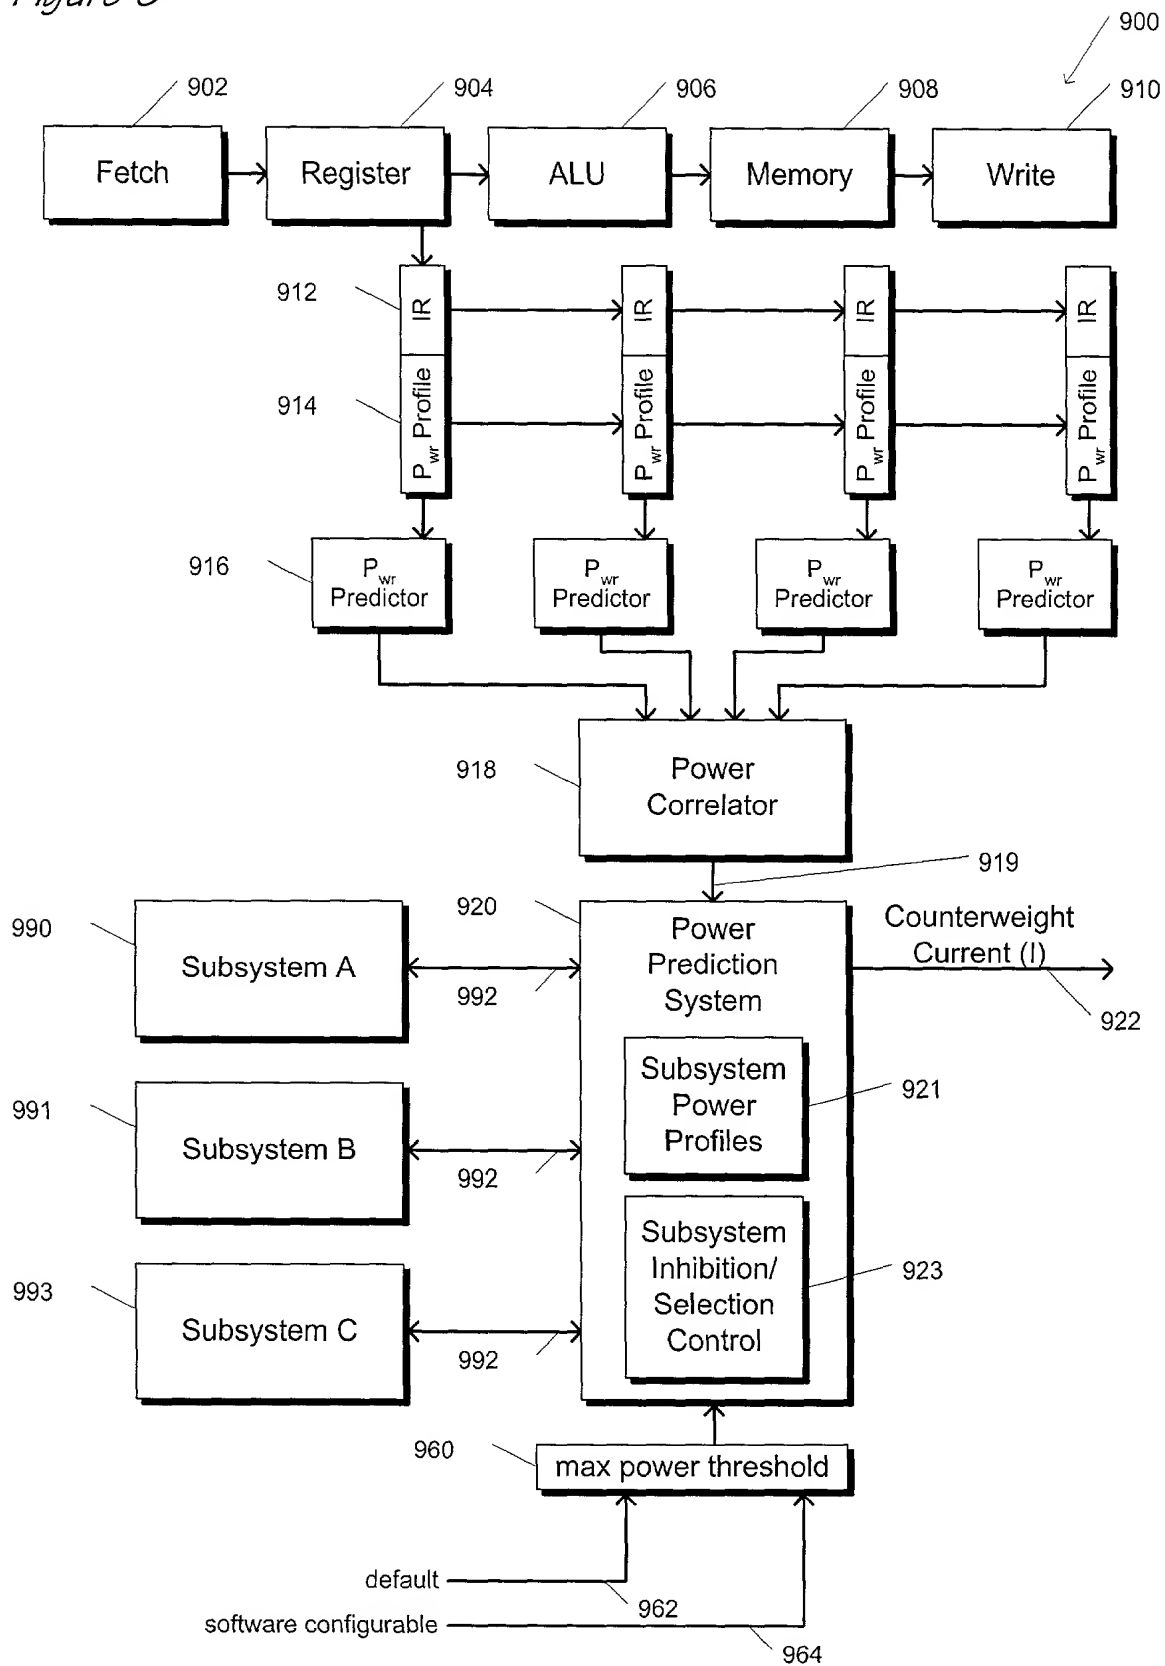 900
902
904
906
908
910
Fetch
Register
ALU
Memory
Write
912
IR
IR
IR
IR
914
Pwr Profile
Pwr Profile
Pwr Profile
Pwr Profile
916
Pwr
Predictor
Pwr
Predictor
Pwr
Predictor
Pwr
Predictor
918
Power
Correlator
919
990
Subsystem A
992
920
Power
Prediction
System
Counterweight
Current (I)
922
Subsystem
Power
Profiles
921
991
Subsystem B
992
Subsystem
Inhibition/
Selection
Control
923
993
Subsystem C
992
960
max power threshold
default
962
software configurable
964